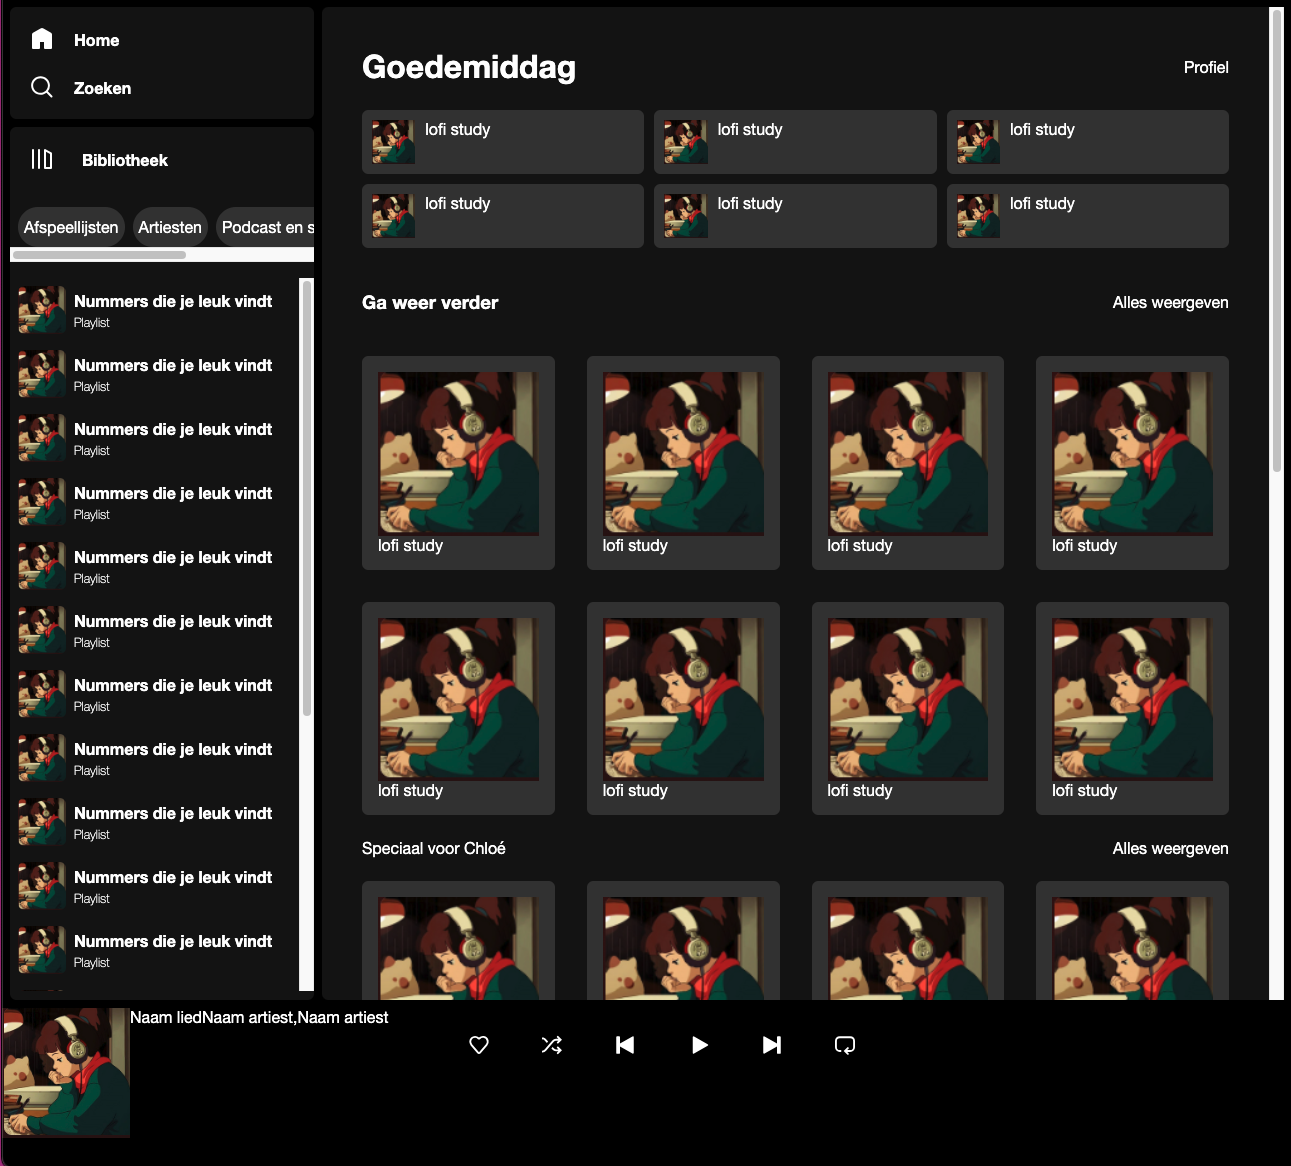 Home
Zoeken
Bibliotheek
Afspeellijsten Artiesten Podcast en s
Nummers die je leuk vindt
Playlist
Nummers die je leuk vindt
Playlist
Nummers die je leuk vindt
Playlist
Nummers die je leuk vindt
Playlist
Nummers die je leuk vindt
Playlist
Nummers die je leuk vindt
Playlist
Nummers die je leuk vindt
Playlist
Nummers die je leuk vindt
Playlist
Nummers die je leuk vindt
Playlist
Nummers die je leuk vindt
Playlist
Nummers die je leuk vindt
Playlist
Goedemiddag Profiel
lofi study lofi study lofi study
lofi study lofi study lofi study
Ga weer verder Alles weergeven
lofi study lofi study lofi study lofi study
lofi study lofi study lofi study lofi study
Speciaal voor Chloé Alles weergeven
Naam liedNaam artiest,Naam artiest